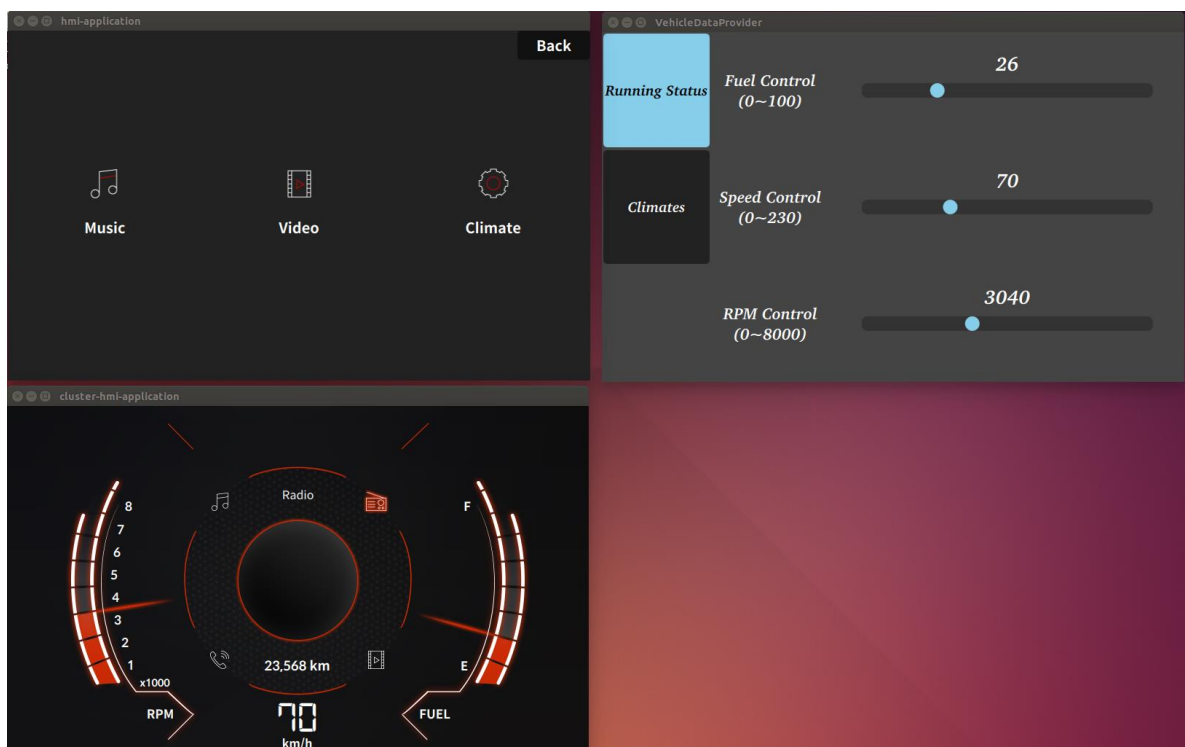 hmi-application
Back
Music
Video
Climate
VehicleDataProvider
Running Status
Climates
Fuel Control
(0~100)
26
Speed Control
(0~230)
70
RPM Control
(0~8000)
3040
cluster-hmi-application
8
7
6
5
4
3
2
1
x1000
RPM
Radio
23,568 km
70
km/h
F
E
FUEL